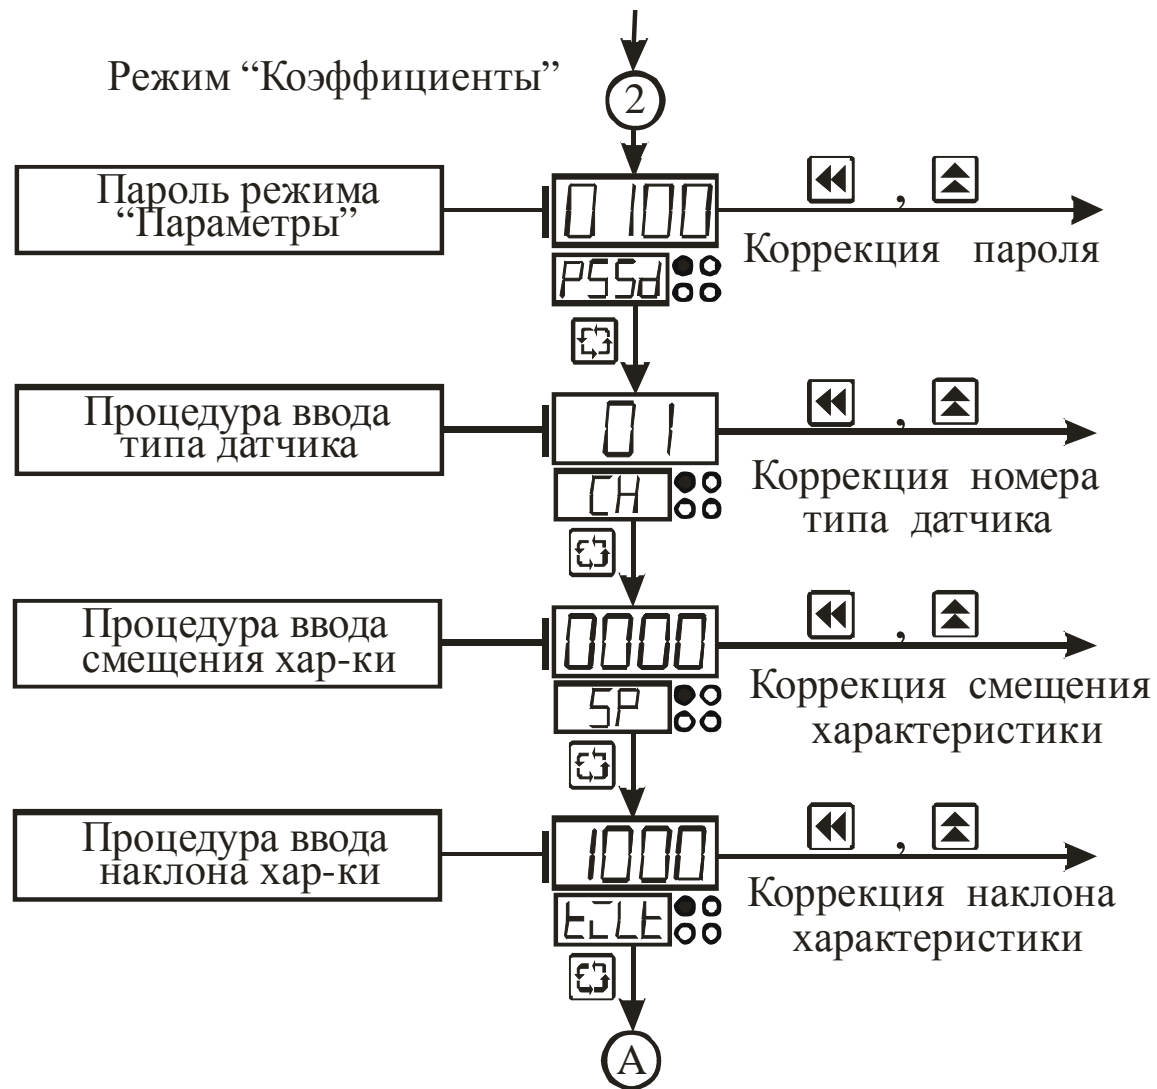 Режим “Коэффициенты”
2
Пароль режима
“Параметры”
0100
,
Коррекция пароля
PSSd
Процедура ввода
типа датчика
01
,
Коррекция номера
типа датчика
CH
Процедура ввода
смещения хар-ки
0000
,
Коррекция смещения
характеристики
SP
Процедура ввода
наклона хар-ки
1000
,
Коррекция наклона
характеристики
tiLt
А